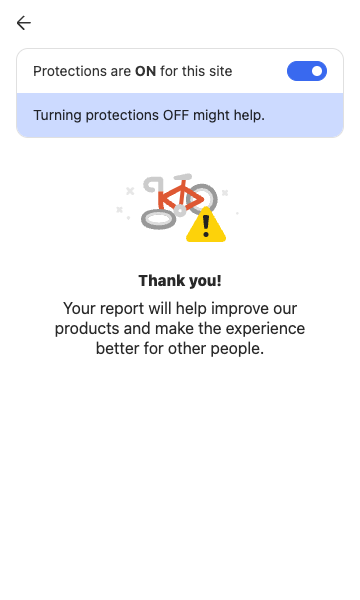 Protections are ON for this site
Turning protections OFF might help.
Thank you!
Your report will help improve our
products and make the experience
better for other people.